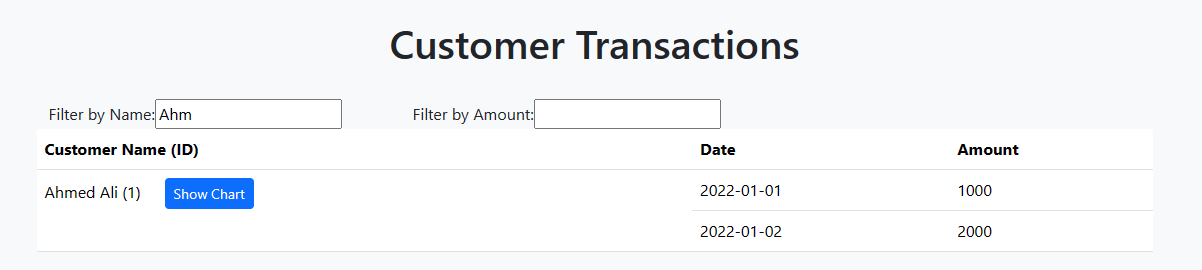 Customer Transactions
Filter by Name: Ahm Filter by Amount:
Customer Name (ID) Date Amount
Ahmed Ali (1) Show Chart 2022-01-01 1000
2022-01-02 2000